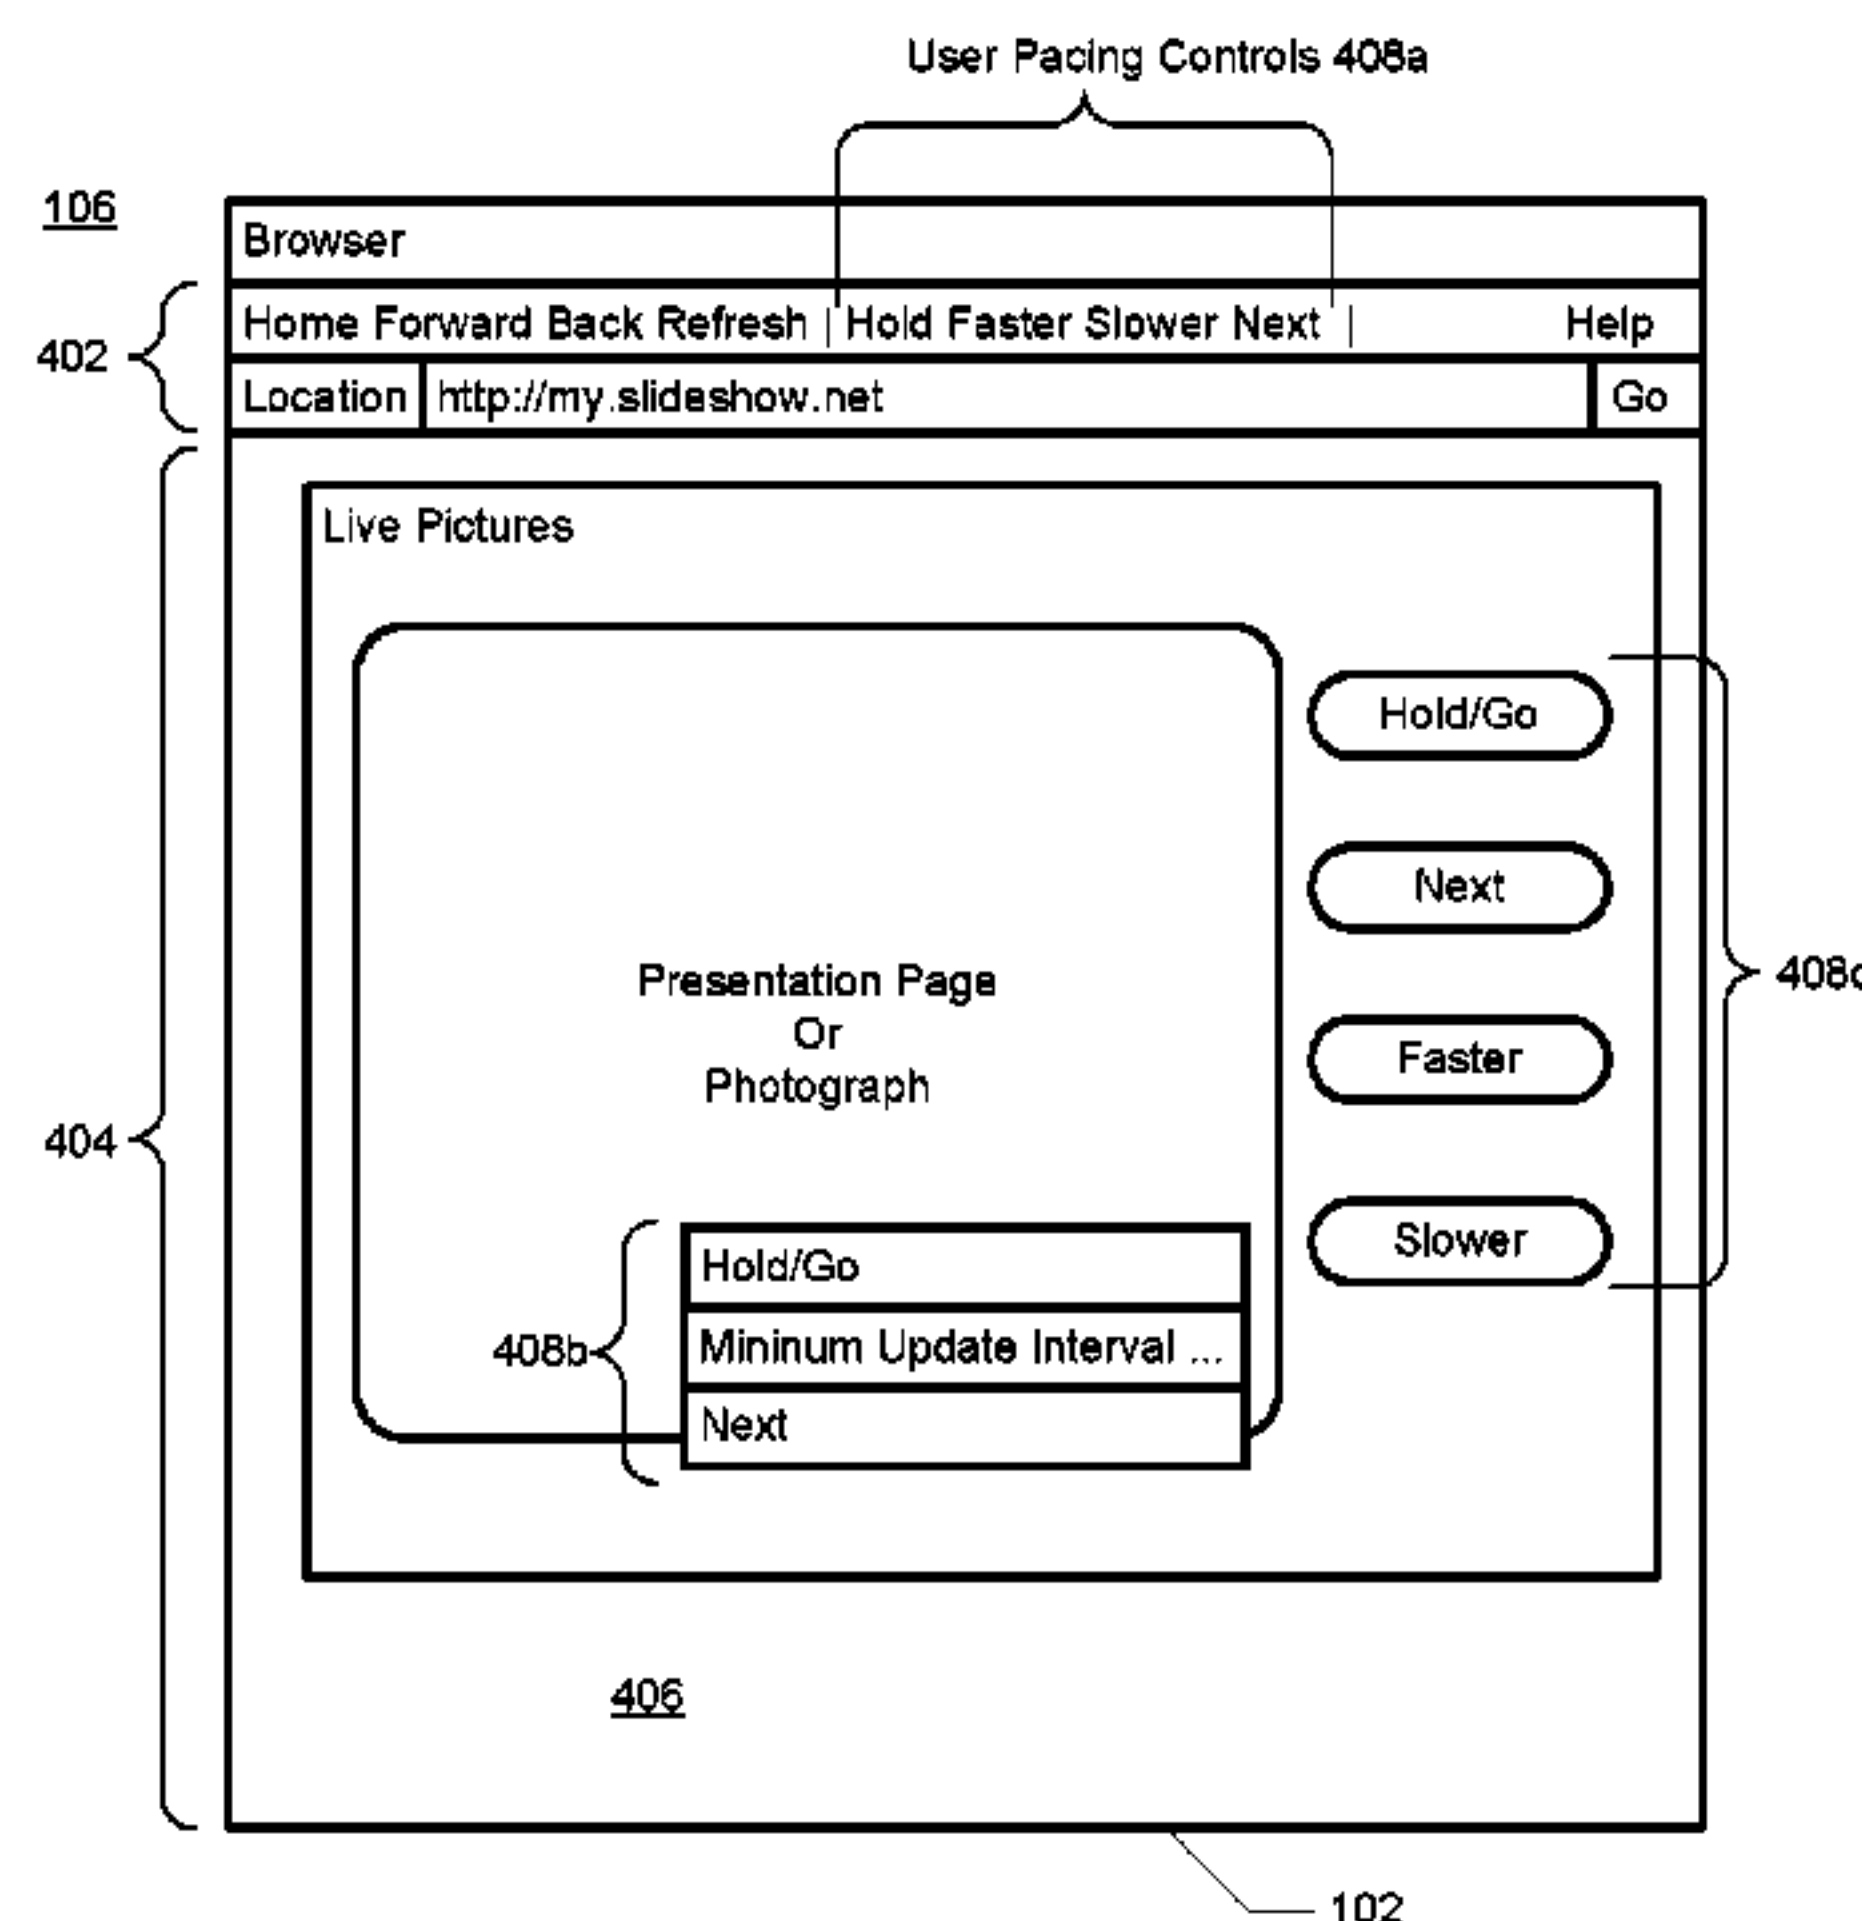 User Pacing Controls 408a
106
Browser
Home Forward Back Refresh | Hold Faster Slower Next | Help
402
Location http://my.slideshow.net Go
Live Pictures
Hold/Go
Next
408c
Presentation Page
Or
Photograph
Faster
404
Slower
Hold/Go
408b
Mininum Update Interval ...
Next
406
102